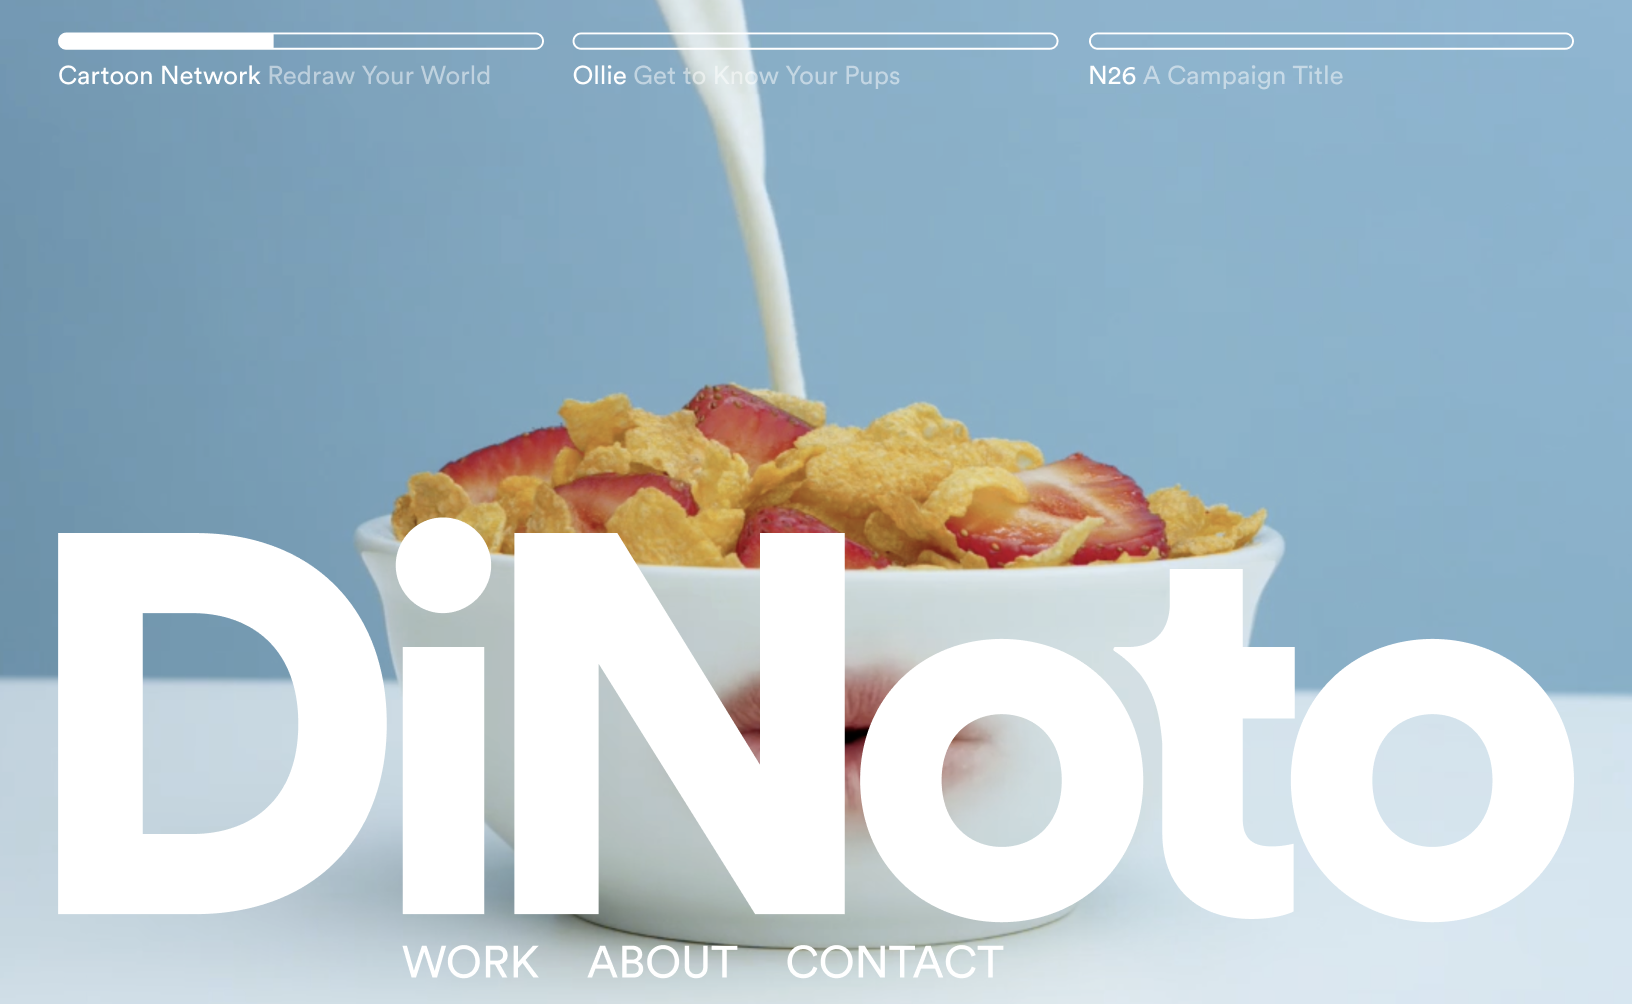 Cartoon Network Redraw Your World
Ollie Get to Know Your Pups
N26 A Campaign Title
DiNoto
WORK ABOUT CONTACT